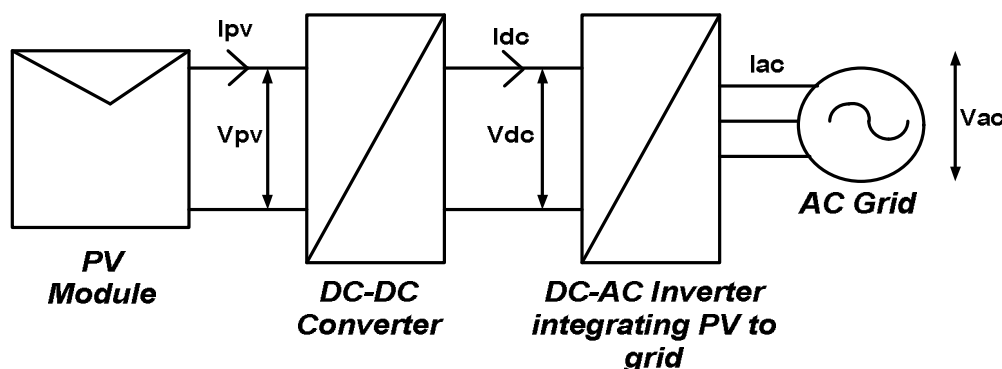 Ipv
Idc
Iac
Vpv
Vdc
Vac
AC Grid
PV
Module
DC-DC
Converter
DC-AC Inverter
integrating PV to
grid